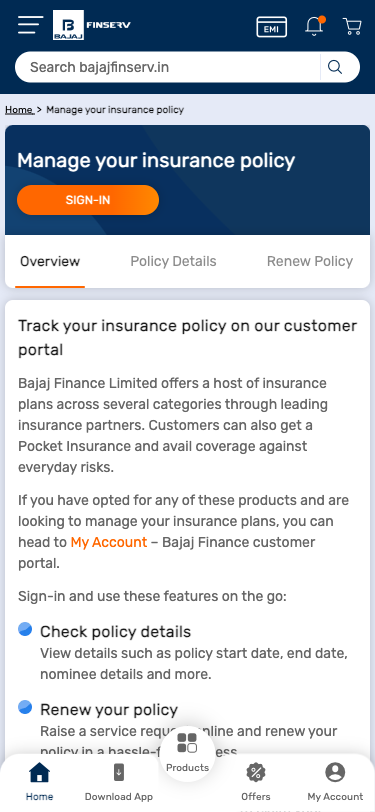 BAJAJ FINSERV
EMI
Search bajajfinserv.in
Home > Manage your insurance policy
Manage your insurance policy
SIGN-IN
Overview Policy Details Renew Policy
Track your insurance policy on our customer
portal
Bajaj Finance Limited offers a host of insurance
plans across several categories through leading
insurance partners. Customers can also get a
Pocket Insurance and avail coverage against
everyday risks.
If you have opted for any of these products and are
looking to manage your insurance plans, you can
head to My Account – Bajaj Finance customer
portal.
Sign-in and use these features on the go:
Check policy details
View details such as policy start date, end date,
nominee details and more.
Renew your policy
Raise a service online and renew your
policy in a
Products
Home Download App Offers My Account